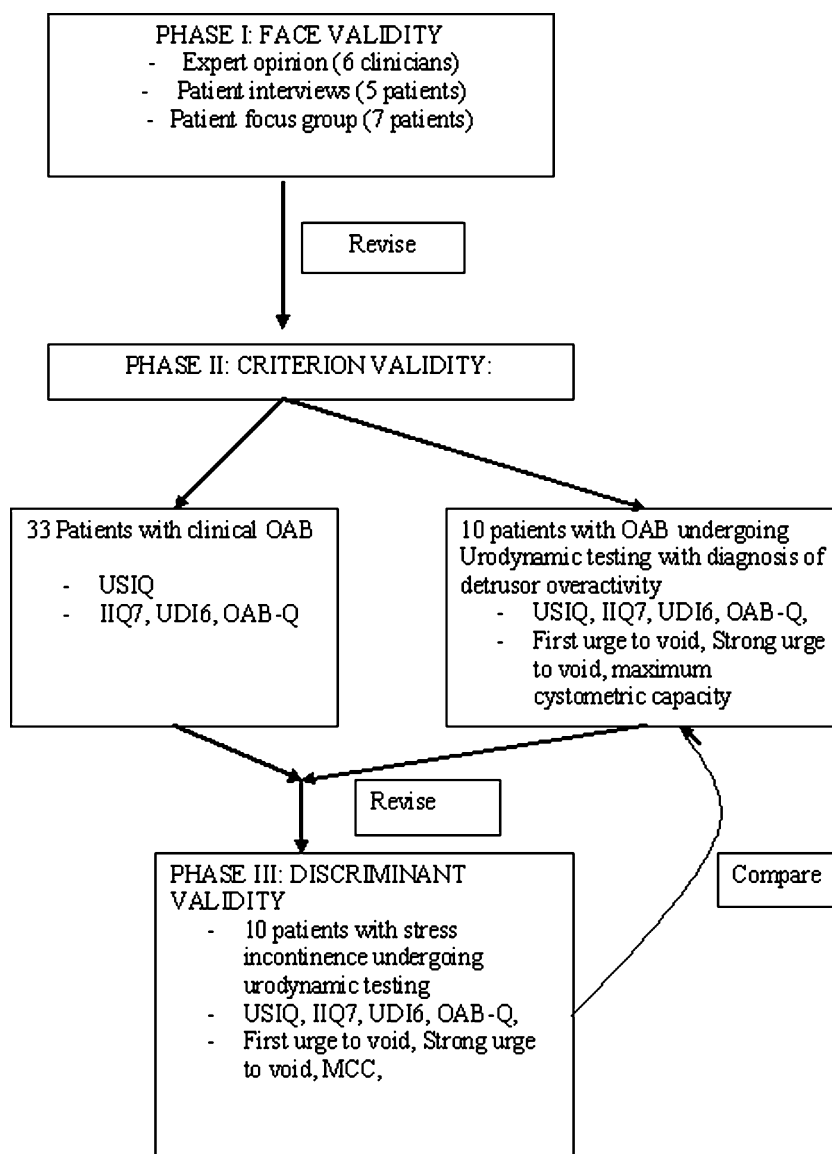 PHASE I: FACE VALIDITY
- Expert opinion (6 clinicians)
- Patient interviews (5 patients)
- Patient focus group (7 patients)
Revise
PHASE II: CRITERION VALIDITY:
33 Patients with clinical OAB
- USIQ
- IIQ7, UDI6, OAB-Q
10 patients with OAB undergoing
Urodynamic testing with diagnosis of
detrusor overactivity
- USIQ, IIQ7, UDI6, OAB-Q,
- First urge to void, Strong urge
to void, maximum
cystometric capacity
Revise
PHASE III: DISCRIMINANT
VALIDITY
- 10 patients with stress
incontinence undergoing
urodynamic testing
- USIQ, IIQ7, UDI6, OAB-Q,
- First urge to void, Strong urge
to void, MCC,
Compare